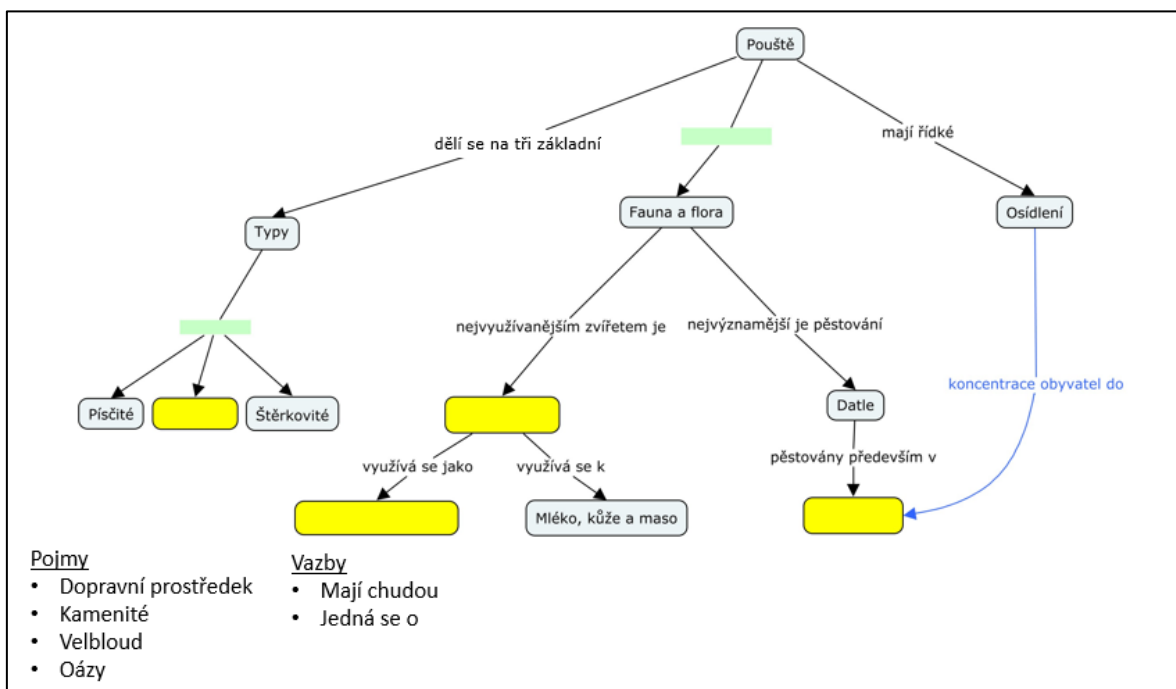 Pouště
dělí se na tři základní
mají řídké
Typy
Fauna a flora
Osídlení
nejvyužívanějším zvířetem je
nejvýznamější je pěstování
koncentrace obyvatel do
Písčité
Štěrkovité
Datle
využívá se jako
využívá se k
pěstovány především v
Mléko, kůže a maso
Pojmy
• Dopravní prostředek
• Kamenité
• Velbloud
• Oázy
Vazby
• Mají chudou
• Jedná se o